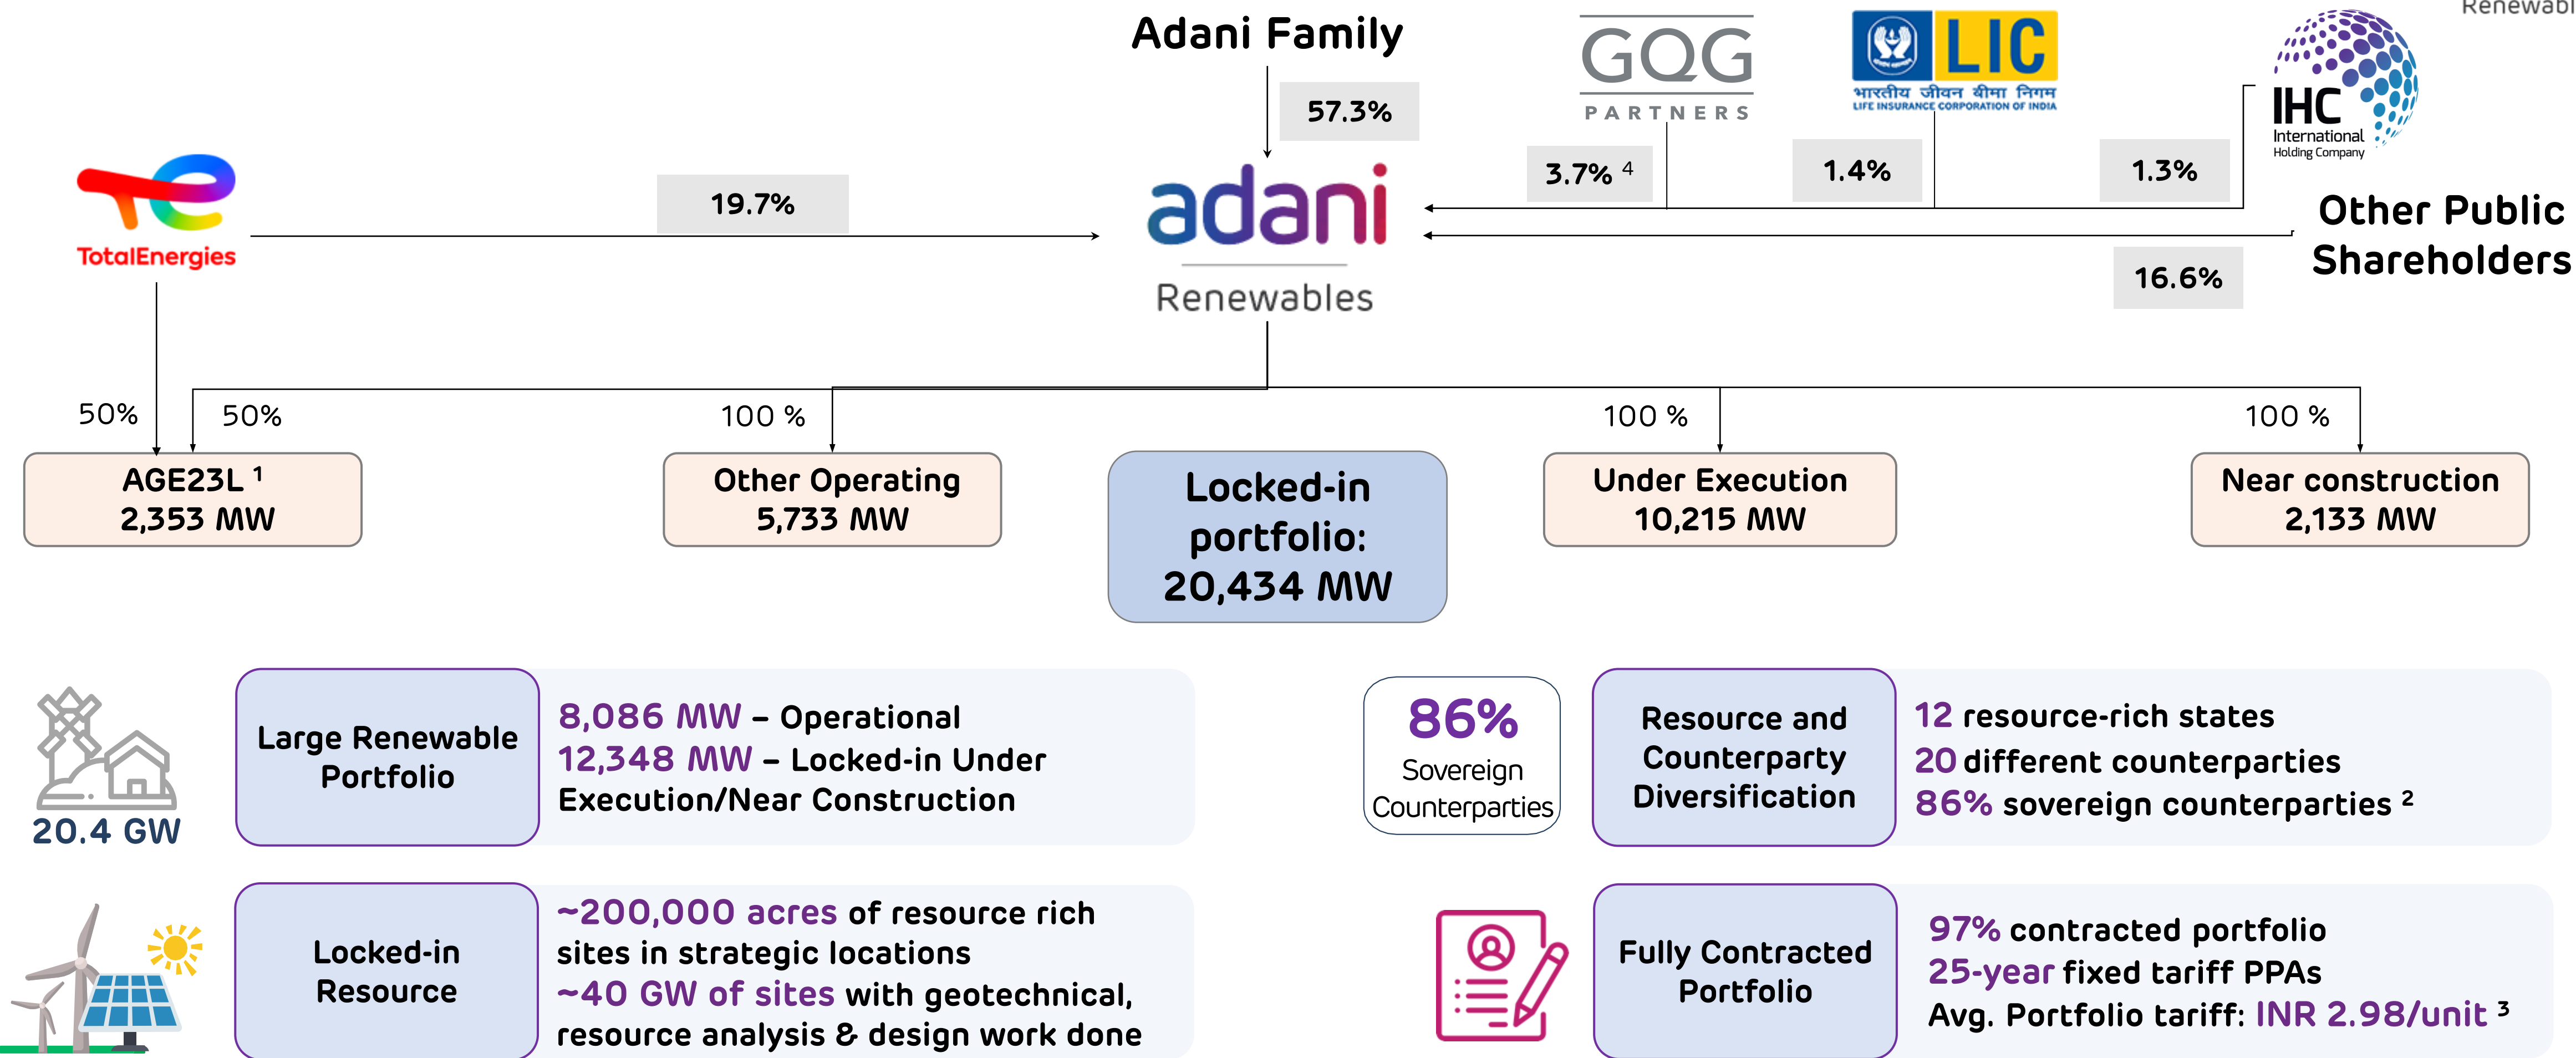 Renewabl
Adani Family
57.3%
GQG
PARTNERS
LIC
भारतीय जीवन बीमा निगम
LIFE INSURANCE CORPORATION OF INDIA
IHC
International
Holding Company
3.7% 4
1.4%
1.3%
TotalEnergies
19.7%
adani
Renewables
Other Public
Shareholders
16.6%
50%
50%
100 %
100 %
100 %
AGE23L 1
2,353 MW
Other Operating
5,733 MW
Locked-in
portfolio:
20,434 MW
Under Execution
10,215 MW
Near construction
2,133 MW
20.4 GW
Large Renewable
Portfolio
8,086 MW – Operational
12,348 MW – Locked-in Under
Execution/Near Construction
86%
Sovereign
Counterparties
Resource and
Counterparty
Diversification
12 resource-rich states
20 different counterparties
86% sovereign counterparties 2
Locked-in
Resource
~200,000 acres of resource rich
sites in strategic locations
~40 GW of sites with geotechnical,
resource analysis & design work done
Fully Contracted
Portfolio
97% contracted portfolio
25-year fixed tariff PPAs
Avg. Portfolio tariff: INR 2.98/unit 3